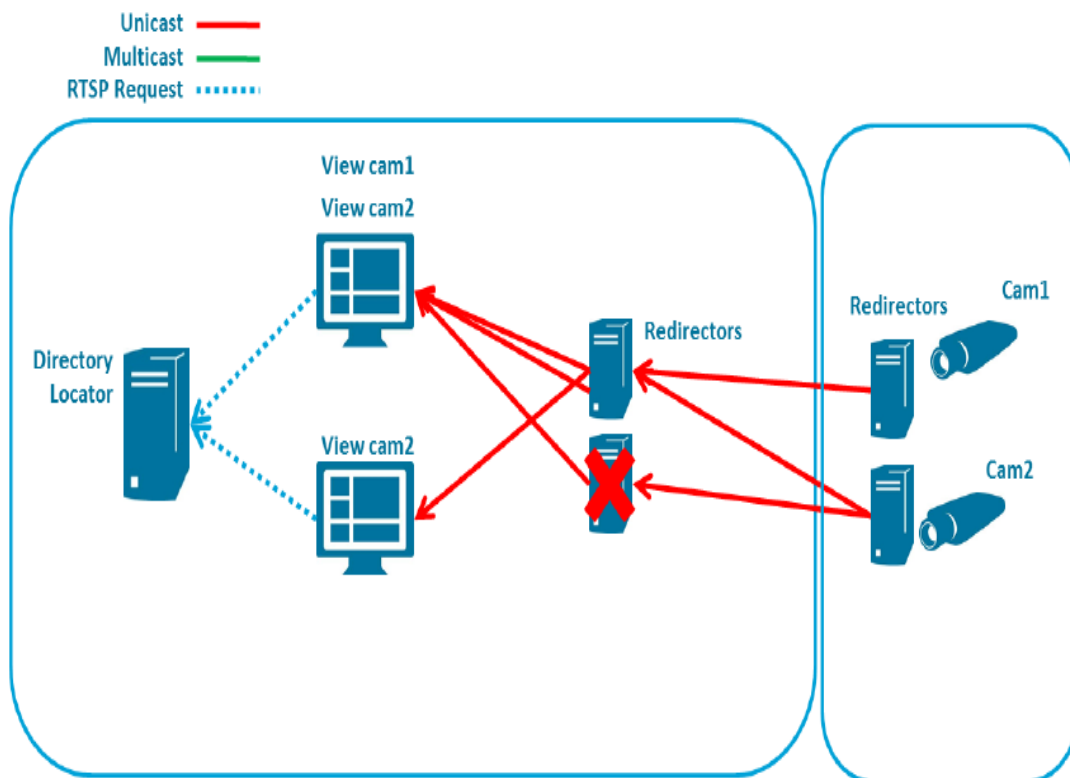 Unicast
Multicast
RTSP Request
View cam1
View cam2
Directory
Locator
View cam2
Redirectors
Redirectors
Cam1
Cam2